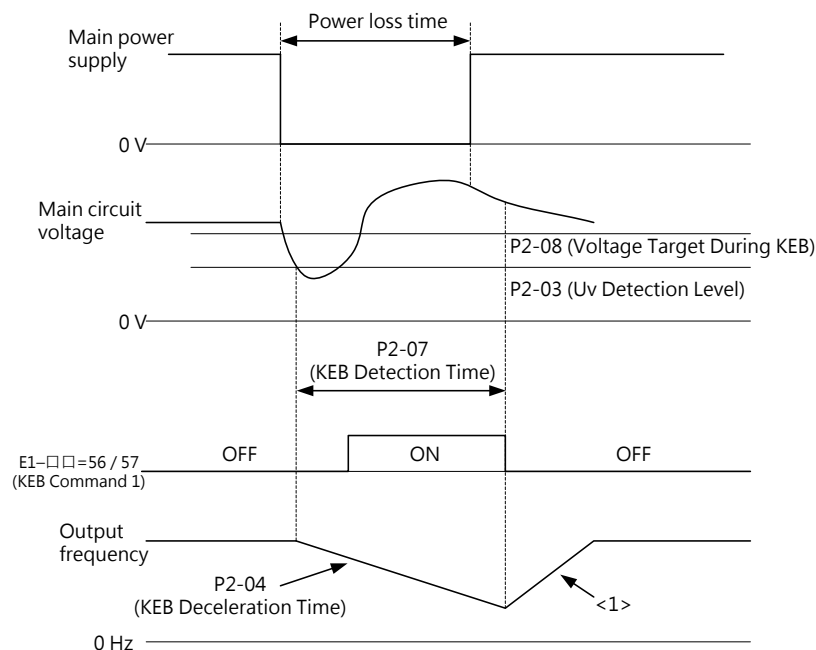 Power loss time
Main power
supply
0 V
Main circuit
voltage
P2-08 (Voltage Target During KEB)
P2-03 (Uv Detection Level)
0 V
P2-07
(KEB Detection Time)
E1–口口=56 / 57
(KEB Command 1)
OFF
ON
OFF
Output
frequency
P2-04
(KEB Deceleration Time)
<1>
0 Hz